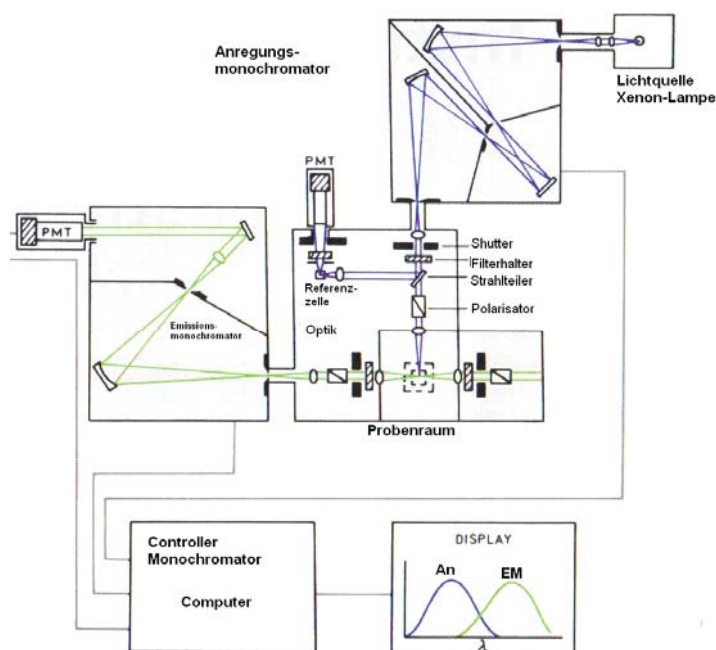 Anregungs-
monochromator
Lichtquelle
Xenon-Lampe
PMT
PMT
Shutter
Filterhalter
Strahlteiler
Referenz-
zelle
Polarisator
Emissions-
monochromator
Optik
Probenraum
Controller
Monochromator
Computer
DISPLAY
An
EM
λ